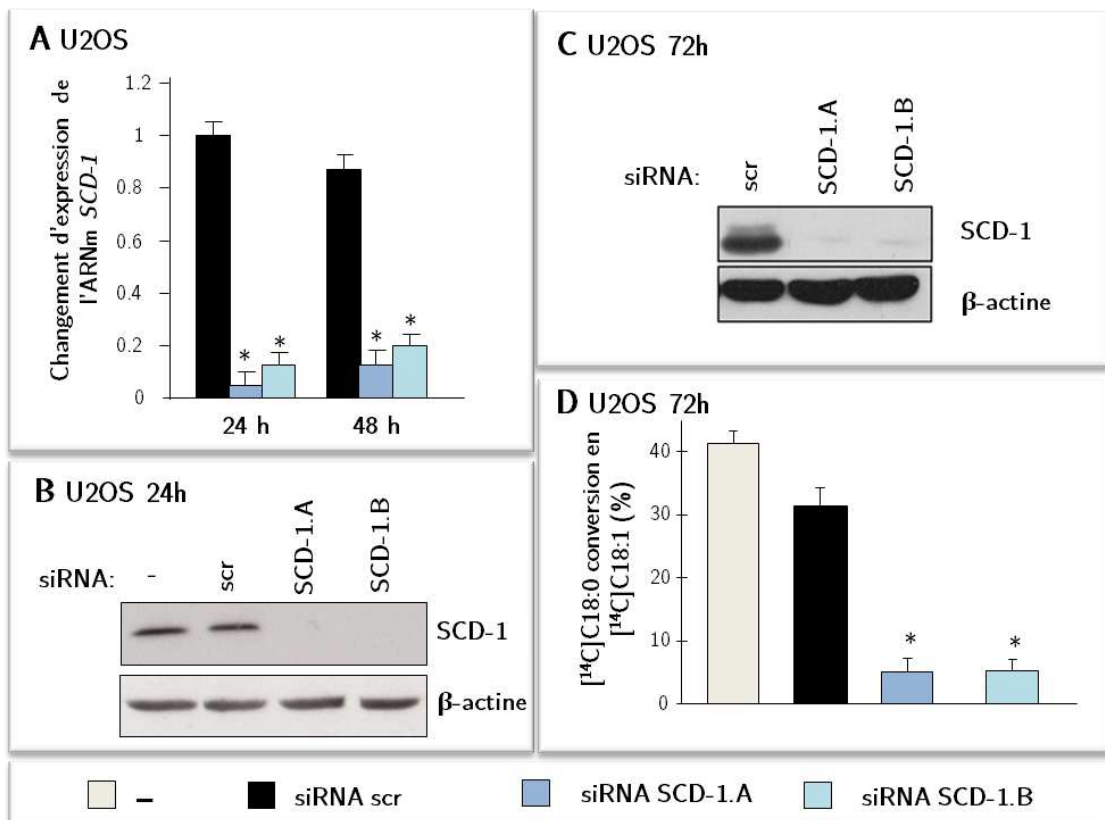 A U2OS
Changement d'expression de
l'ARNm SCD-1
1.2
1
0.8
0.6
0.4
0.2
0
* *
* *
24 h 48 h
B U2OS 24h
siRNA: - scr SCD-1.A SCD-1.B
SCD-1
β-actine
C U2OS 72h
siRNA: scr SCD-1.A SCD-1.B
SCD-1
β-actine
D U2OS 72h
[¹⁴C]C18:0 conversion en
[¹⁴C]C18:1 (%)
40
30
20
10
0
* *
– siRNA scr siRNA SCD-1.A siRNA SCD-1.B